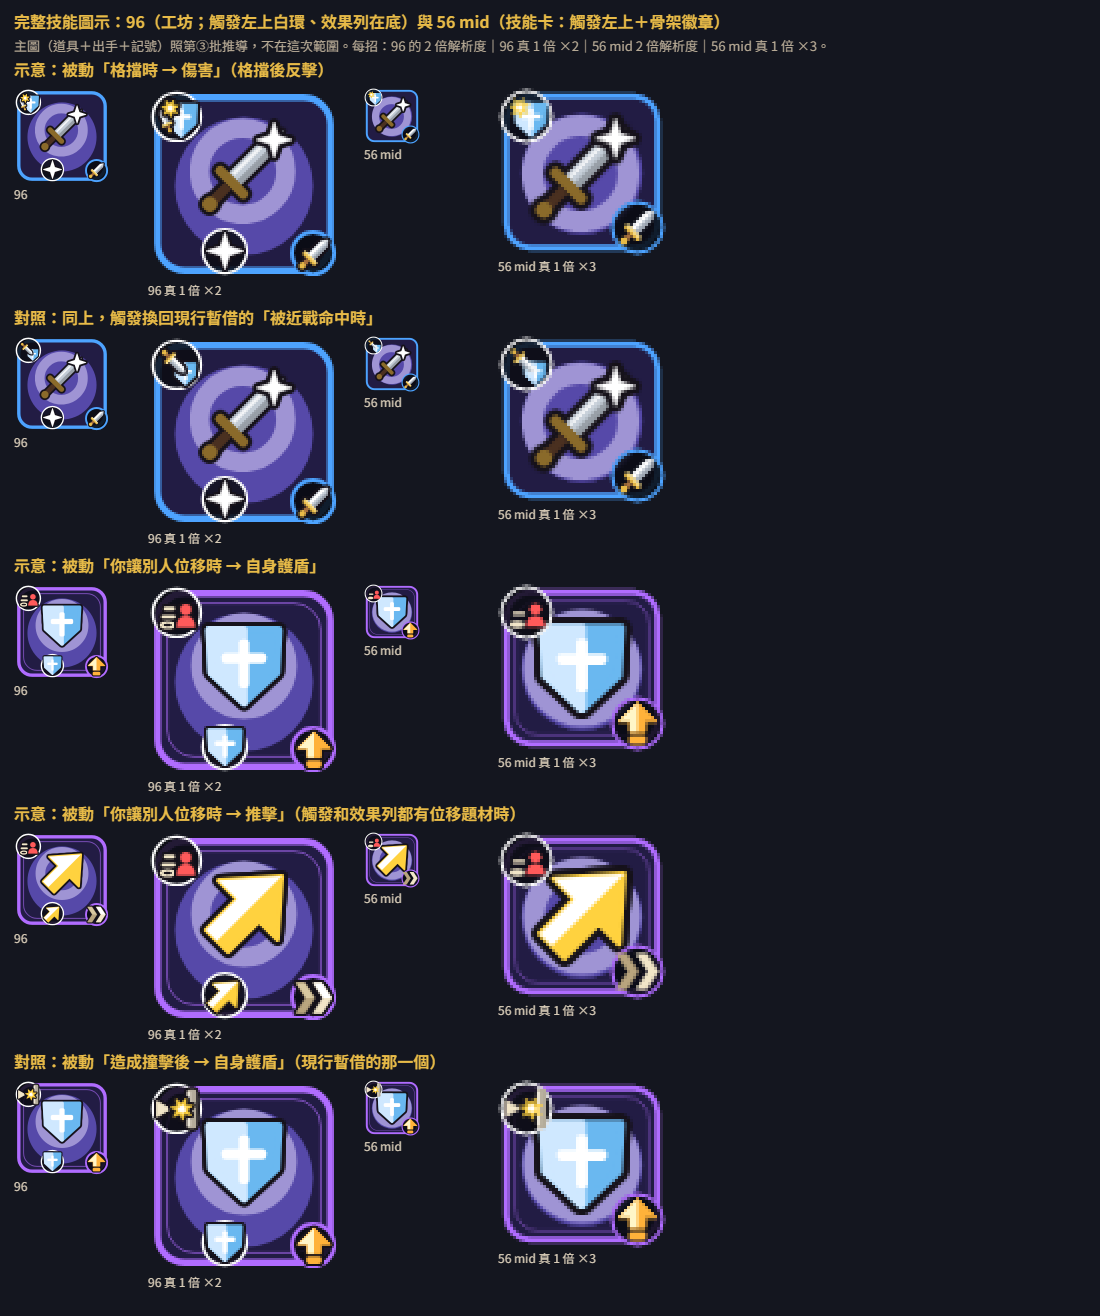 完整技能圖示：96（工坊；觸發左上白環、效果列在底）與 56 mid（技能卡：觸發左上＋骨架徽章）
主圖（道具＋出手＋記號）照第③批推導，不在這次範圍。每招：96 的 2 倍解析度｜96 真 1 倍 ×2｜56 mid 2 倍解析度｜56 mid 真 1 倍 ×3。
示意：被動「格擋時 → 傷害」（格擋後反擊）
56 mid
96
56 mid 真 1 倍 ×3
96 真 1 倍 ×2
對照：同上，觸發換回現行暫借的「被近戰命中時」
56 mid
96
56 mid 真 1 倍 ×3
96 真 1 倍 ×2
示意：被動「你讓別人位移時 → 自身護盾」
56 mid
96
56 mid 真 1 倍 ×3
96 真 1 倍 ×2
示意：被動「你讓別人位移時 → 推擊」（觸發和效果列都有位移題材時）
56 mid
96
56 mid 真 1 倍 ×3
96 真 1 倍 ×2
對照：被動「造成撞擊後 → 自身護盾」（現行暫借的那一個）
56 mid
96
56 mid 真 1 倍 ×3
96 真 1 倍 ×2